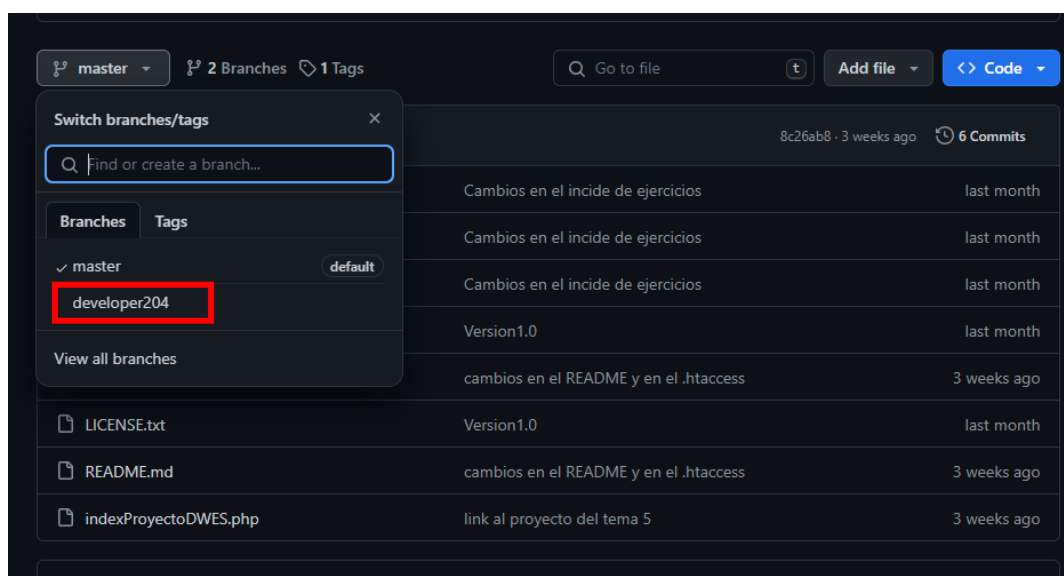 master 2 Branches 1 Tags Go to file t Add file Code
Switch branches/tags
8c26ab8 · 3 weeks ago 6 Commits
Find or create a branch...
Cambios en el incide de ejercicios last month
Branches Tags
Cambios en el incide de ejercicios last month
master default
Cambios en el incide de ejercicios last month
developer204
Version1.0 last month
View all branches
cambios en el README y en el .htaccess 3 weeks ago
LICENSE.txt Version1.0 last month
README.md cambios en el README y en el .htaccess 3 weeks ago
indexProyectoDWES.php link al proyecto del tema 5 3 weeks ago